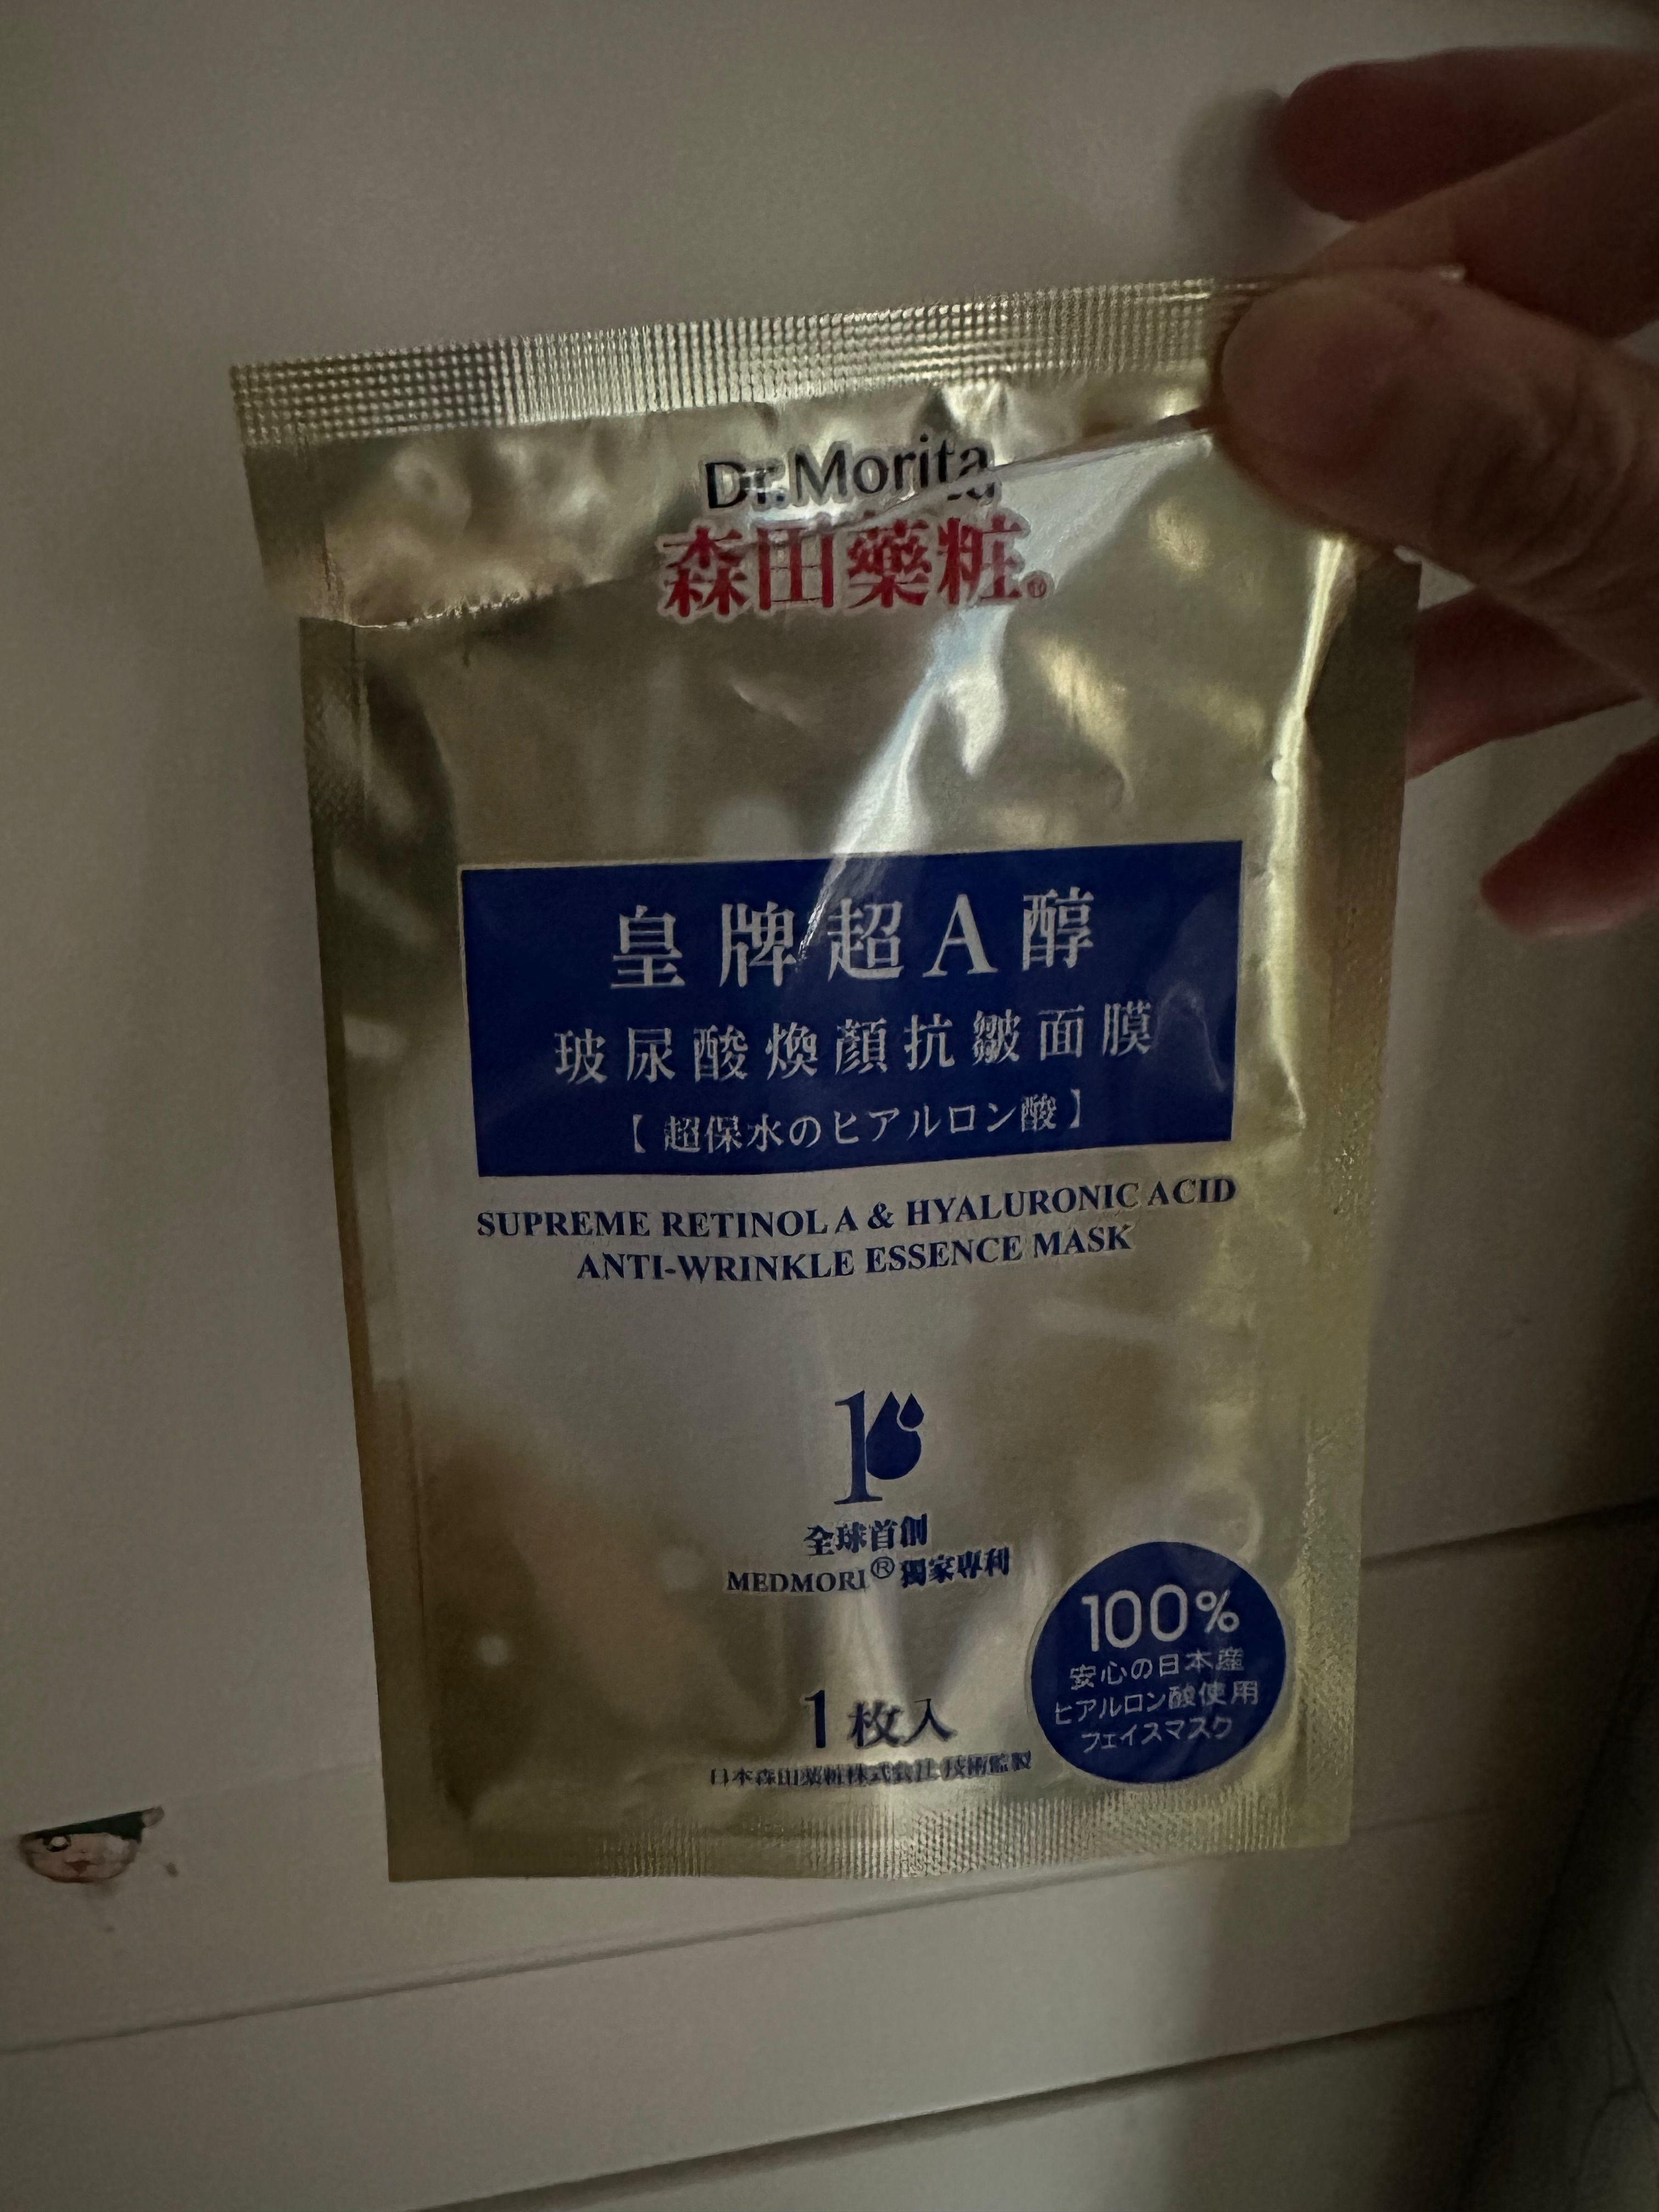 Dr.Morita
森田藥粧®
皇牌超A醇
玻尿酸煥顏抗皺面膜
【超保水のヒアルロン酸】
SUPREME RETINOL A & HYALURONIC ACID
ANTI-WRINKLE ESSENCE MASK
全球首創
MEDMORI®獨家專利
1枚入
日本森田薬粧株式会社 技術監製
100%
安心の日本産
ヒアルロン酸使用
フェイスマスク